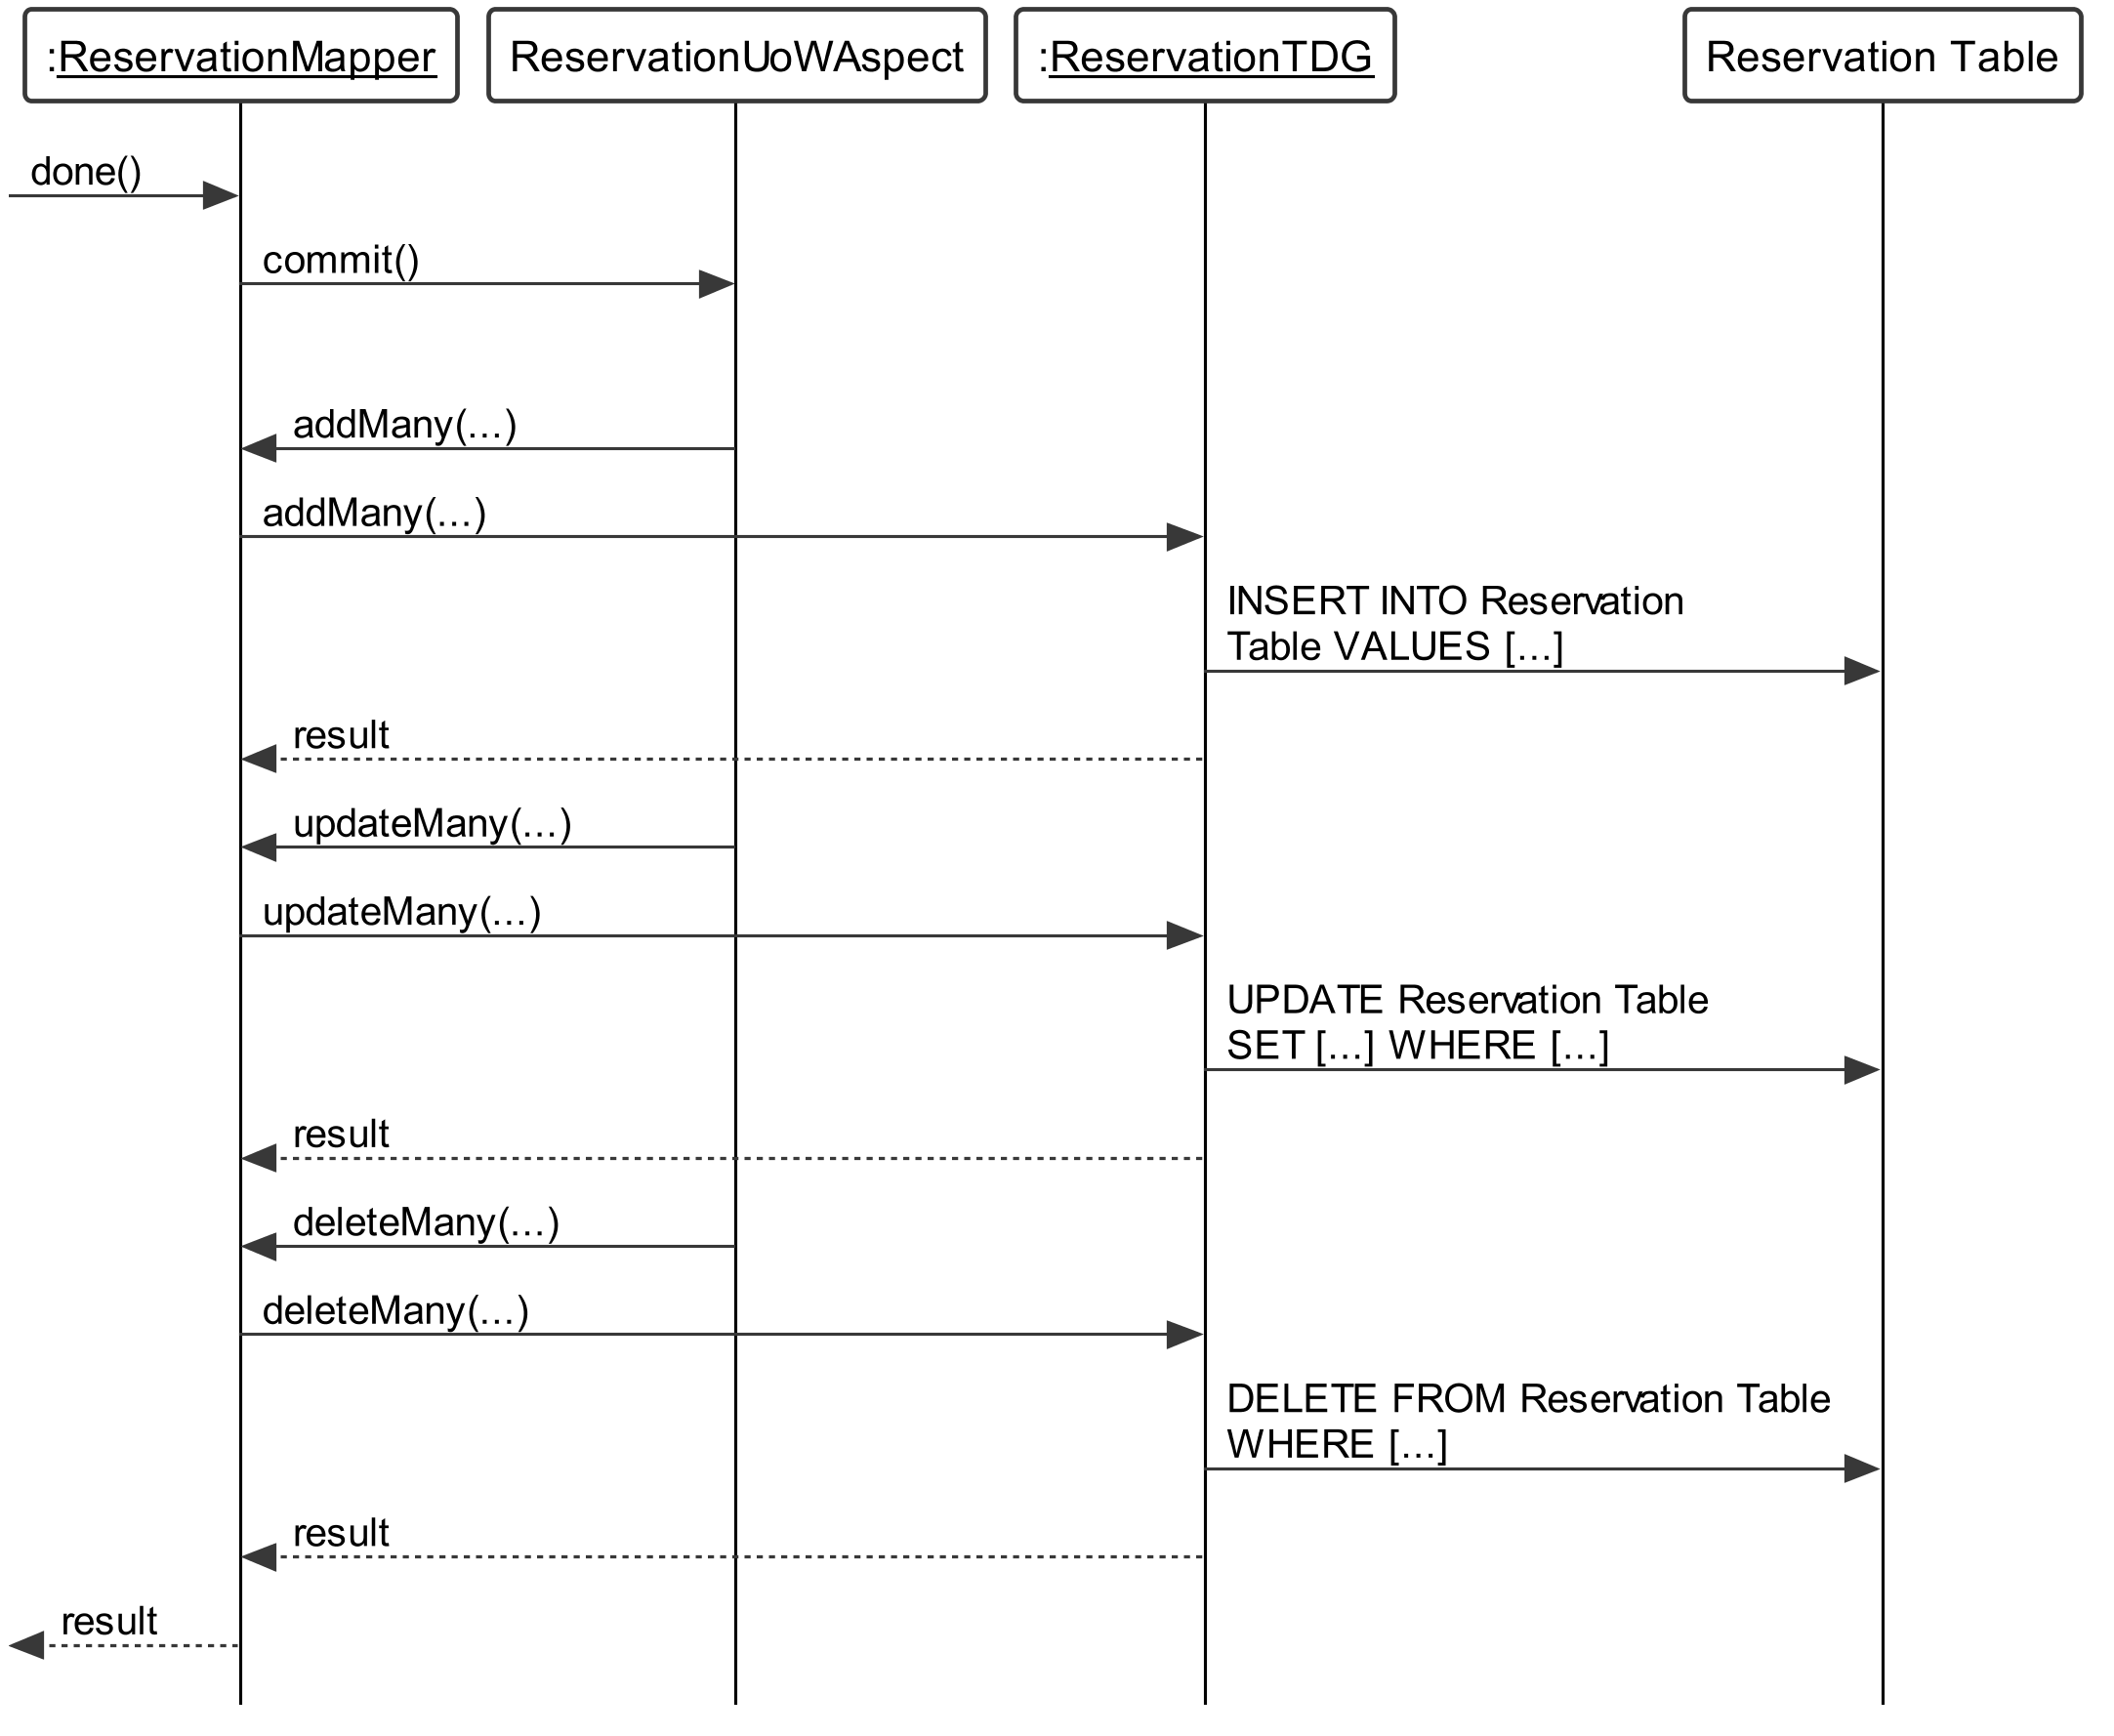 :ReservationMapper
ReservationUoWAspect
:ReservationTDG
Reservation Table
done()
commit()
addMany(...)
addMany(...)
INSERT INTO Reservation
Table VALUES [...]
result
updateMany(...)
updateMany(...)
UPDATE Reservation Table
SET [...] WHERE [...]
result
deleteMany(...)
deleteMany(...)
DELETE FROM Reservation Table
WHERE [...]
result
result